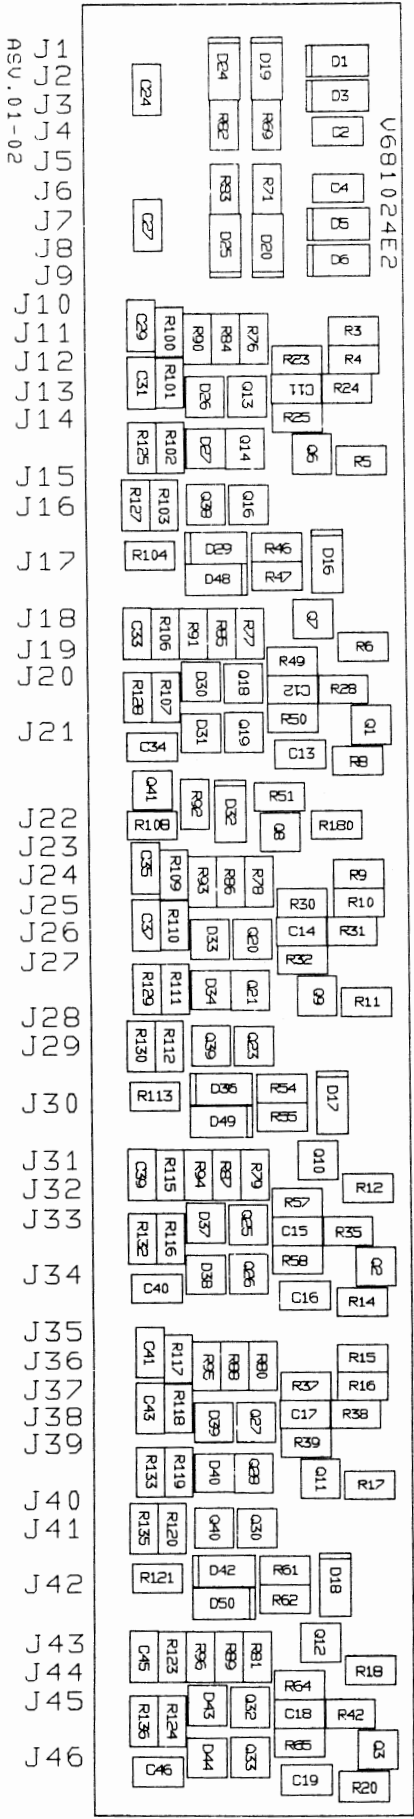 J1
J2
J3
J4
J5
J6
J7
J8
J9
J10
J11
J12
J13
J14
J15
J16
J17
J18
J19
J20
J21
J22
J23
J24
J25
J26
J27
J28
J29
J30
J31
J32
J33
J34
J35
J36
J37
J38
J39
J40
J41
J42
J43
J44
J45
J46
ASV.01-02
V681024E2
C24 D24 D19 D1
D3
R82 R69 C2
R83 R71 C4
C27 D25 D20 D5
D6
C29 R100 R90 R84 R76 R3
R23 R4
C31 R101 D26 Q13 C11 R24
R25
R125 R102 D27 Q14 Q6 R5
R127 R103 Q38 Q16
R104 D29 R46 D16
D48 R47
Q7
C33 R106 R91 R85 R77 R6
R49
R128 R107 D30 Q18 C12 R28
R50
C34 D31 Q19 C13 Q1 R8
Q41 R92 D32 R51
R108 Q8 R180
C35 R109 R93 R86 R78 R9
R30 R10
C37 R110 D33 Q20 C14 R31
R32
R129 R111 D34 Q21 Q9 R11
R130 R112 Q39 Q23
R113 D36 R54 D17
D49 R55
Q10
C39 R115 R94 R87 R79 R12
R57
R132 R116 D37 Q25 C15 R35
R58
C40 D38 Q26 C16 Q2 R14
C41 R117 R95 R88 R80 R15
R37 R16
C43 R118 D39 Q27 C17 R38
R39
R133 R119 D40 Q28 Q11 R17
R135 R120 Q40 Q30
R121 D42 R61 D18
D50 R62
Q12
C45 R123 R96 R89 R81 R18
R64
R136 R124 D43 Q32 C18 R42
R65
C46 D44 Q33 C19 Q3 R20